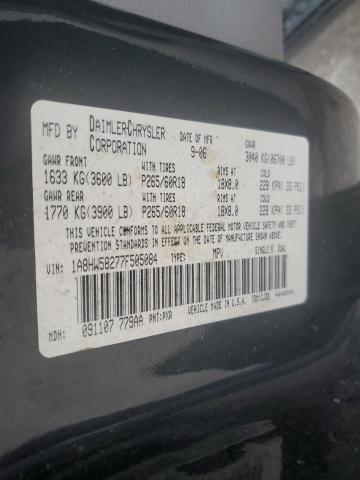 MFD BY DAIMLERCHRYSLER CORPORATION DATE OF MFR 9-06 GVWR 3040 KG(06700 LB)
GAWR FRONT WITH TIRES RIMS AT COLD
1633 KG(3600 LB) P265/60R18 18X8.0 228 KPA( 33 PSI)
GAWR REAR WITH TIRES RIMS AT COLD
1770 KG(3900 LB) P265/60R18 18X8.0 228 KPA( 33 PSI)
THIS VEHICLE CONFORMS TO ALL APPLICABLE FEDERAL MOTOR VEHICLE SAFETY, BUMPER, AND THEFT PREVENTION STANDARDS IN EFFECT ON THE DATE OF MANUFACTURE SHOWN ABOVE.
VIN: 1A8HW58277F505084 TYPE: MPV SINGLE X DUAL
MDH: 091107 779AA PNT:PXR VEHICLE MADE IN U.S.A.